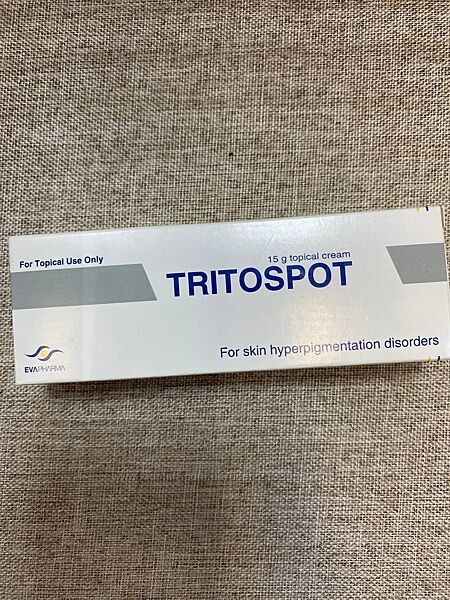 For Topical Use Only
15 g topical cream
TRITOSPOT
For skin hyperpigmentation disorders
EVAPHARMA